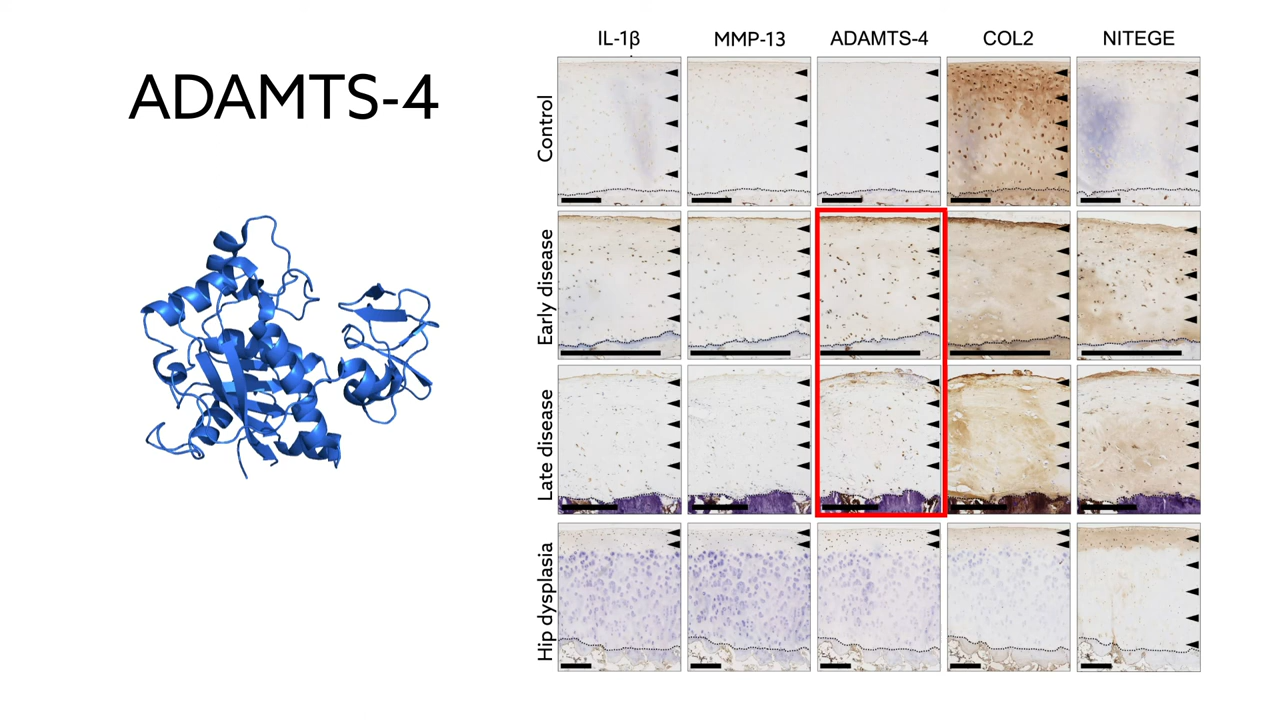 ADAMTS-4
IL-1β MMP-13 ADAMTS-4 COL2 NITEGE
Control
Early disease
Late disease
Hip dysplasia